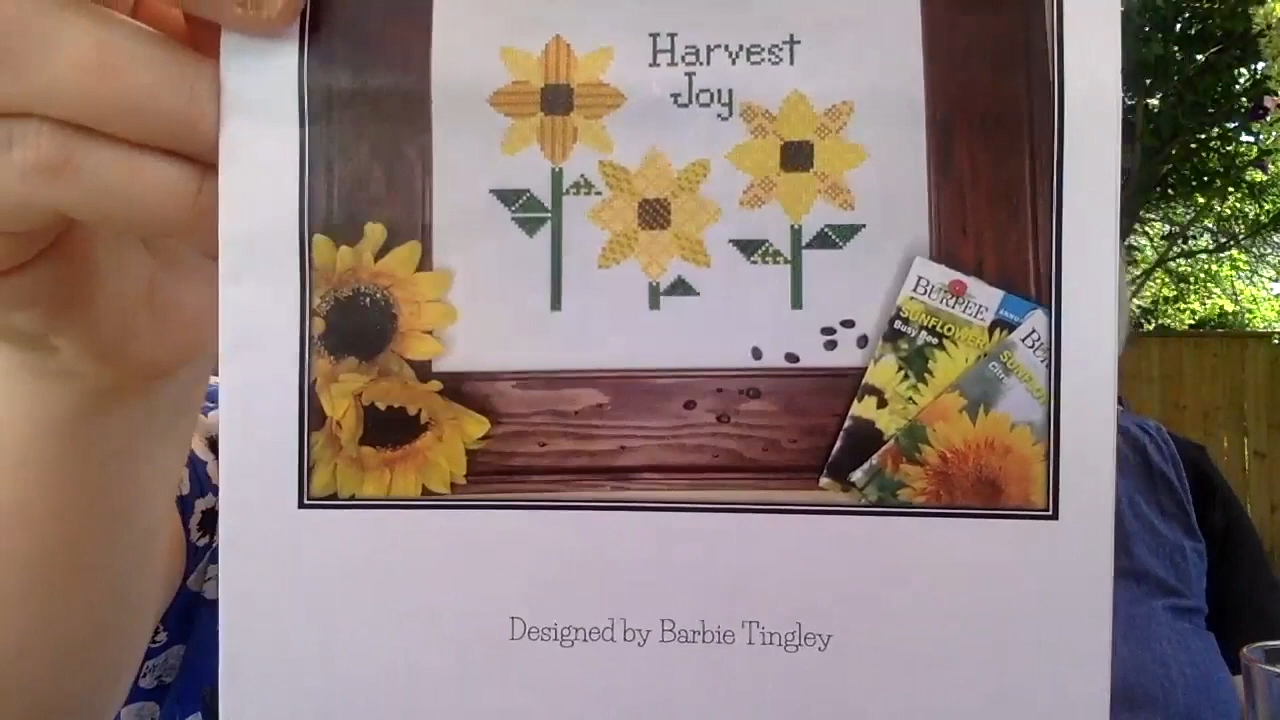 Harvest
Joy
BURPEE
SUNFLOWER
Busy Bee
Designed by Barbie Tingley